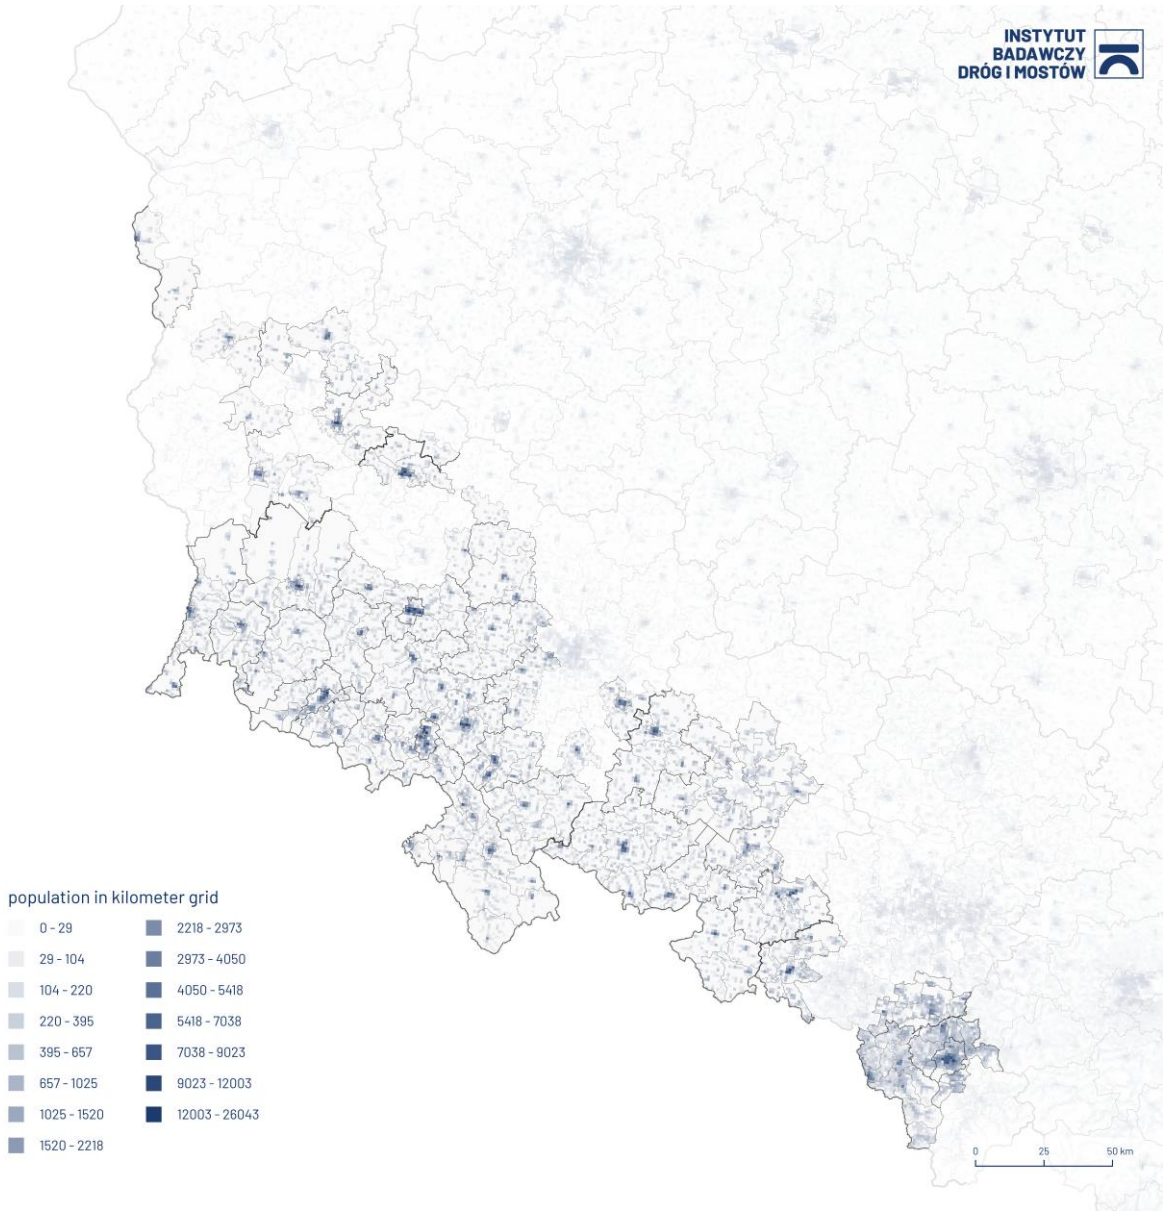 INSTYTUT
BADAWCZY
DRÓG I MOSTÓW
population in kilometer grid
0 - 29
29 - 104
104 - 220
220 - 395
395 - 657
657 - 1025
1025 - 1520
1520 - 2218
2218 - 2973
2973 - 4050
4050 - 5418
5418 - 7038
7038 - 9023
9023 - 12003
12003 - 26043
0 25 50 km